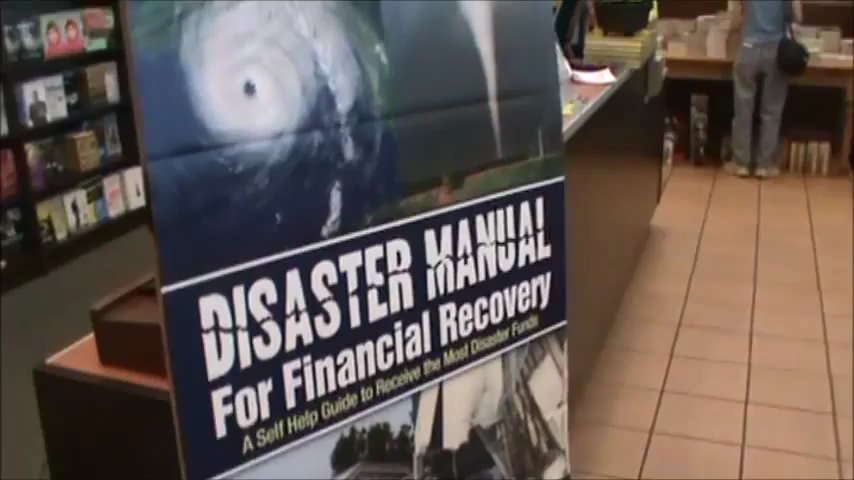 DISASTER MANUAL
For Financial Recovery
A Self Help Guide to Receive the Most Disaster Funds